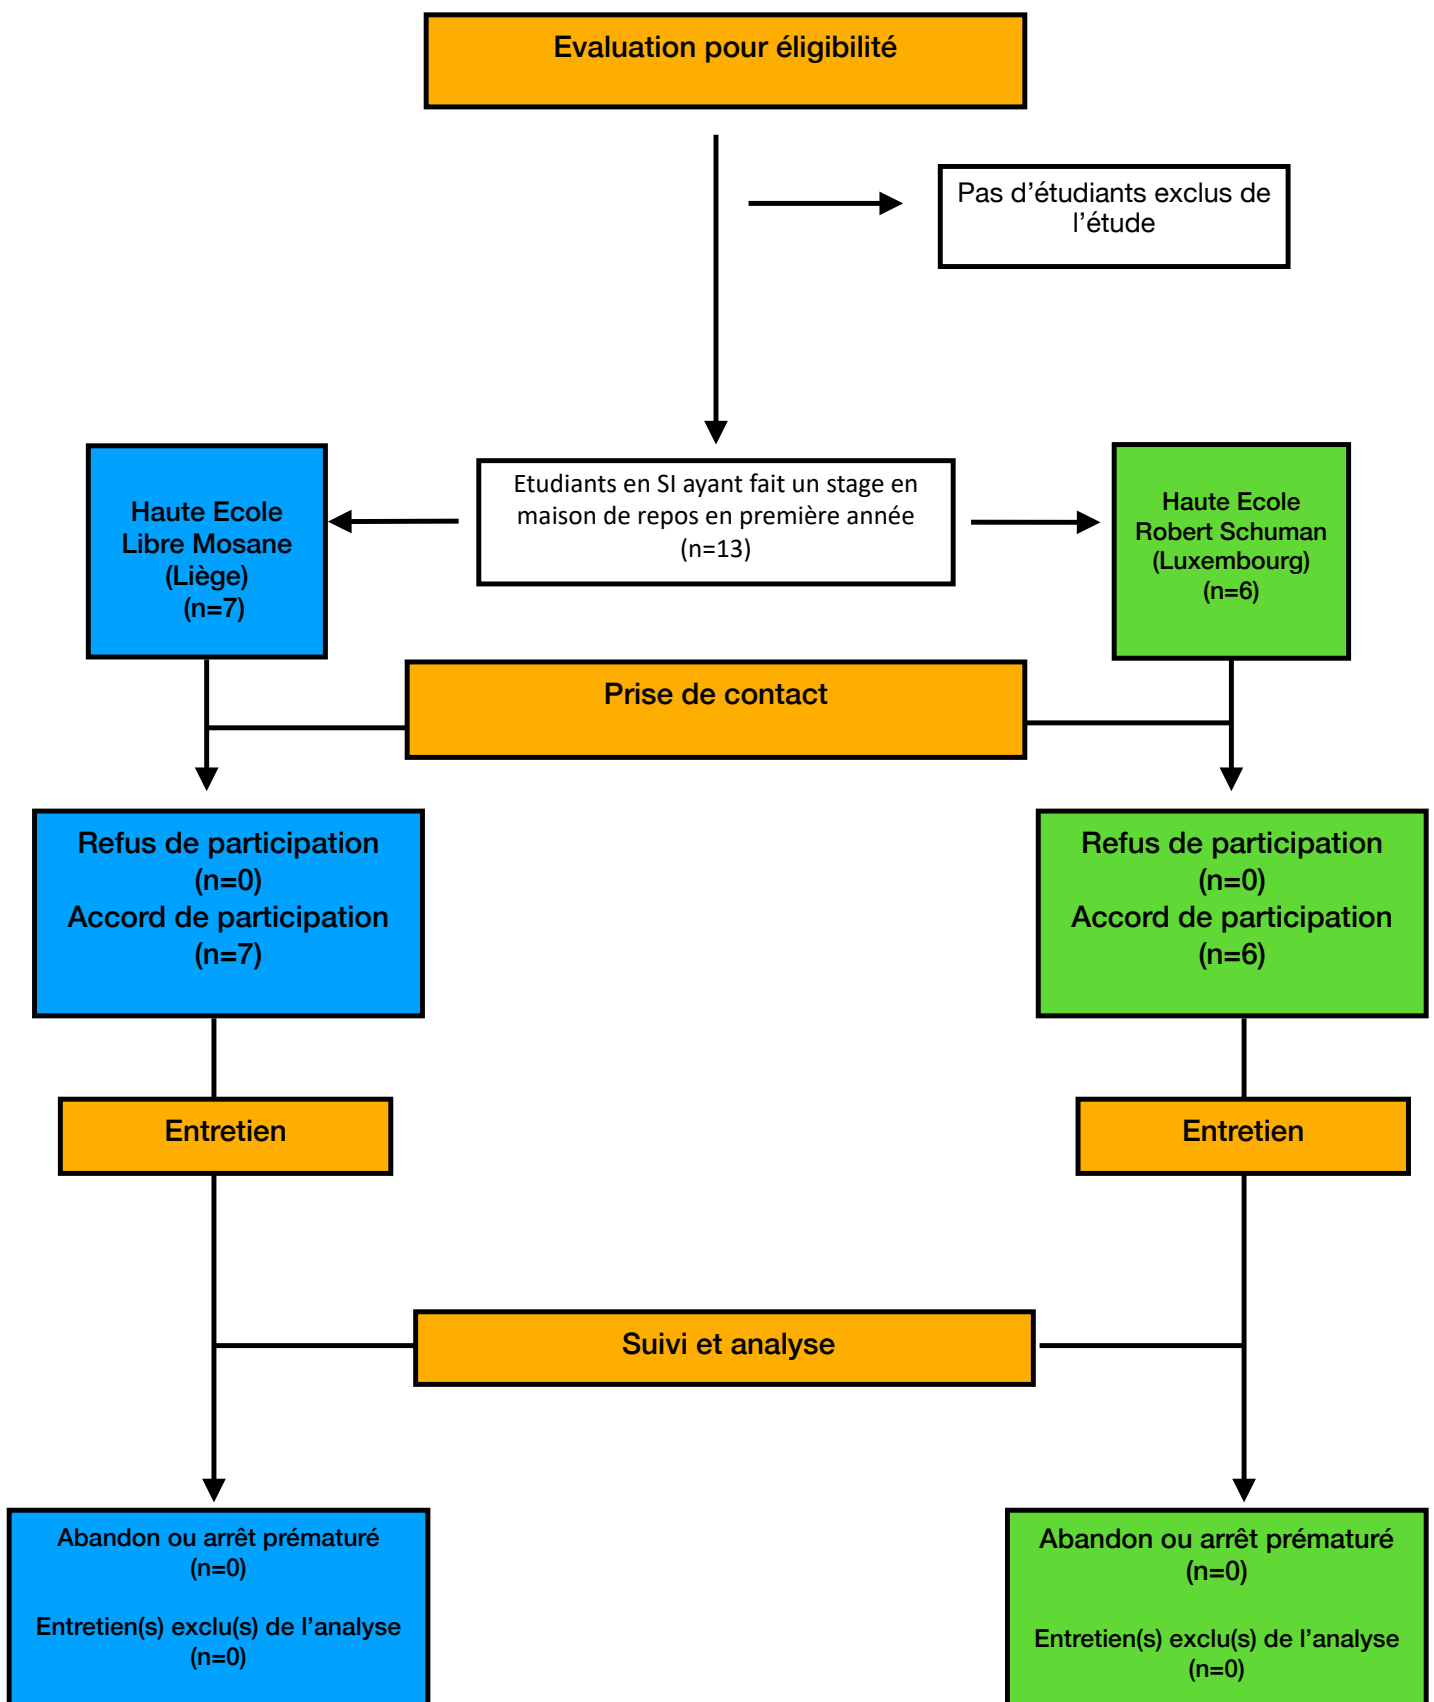 Evaluation pour éligibilité
Pas d’étudiants exclus de
l’étude
Haute Ecole
Libre Mosane
(Liège)
(n=7)
Etudiants en SI ayant fait un stage en
maison de repos en première année
(n=13)
Haute Ecole
Robert Schuman
(Luxembourg)
(n=6)
Prise de contact
Refus de participation
(n=0)
Accord de participation
(n=7)
Refus de participation
(n=0)
Accord de participation
(n=6)
Entretien
Entretien
Suivi et analyse
Abandon ou arrêt prématuré
(n=0)
Entretien(s) exclu(s) de l’analyse
(n=0)
Abandon ou arrêt prématuré
(n=0)
Entretien(s) exclu(s) de l’analyse
(n=0)